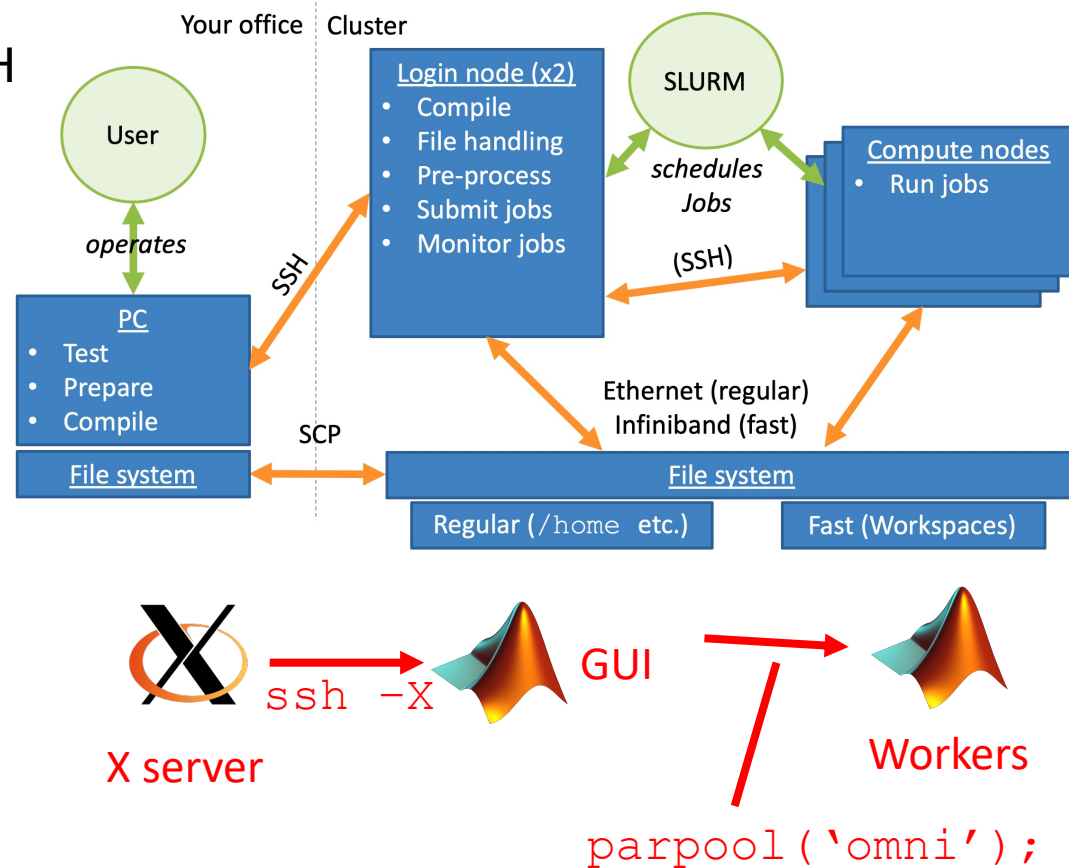 H
Your office
Cluster
User
operates
PC
• Test
• Prepare
• Compile
File system
SSH
SCP
Login node (x2)
• Compile
• File handling
• Pre-process
• Submit jobs
• Monitor jobs
SLURM
schedules
Jobs
(SSH)
Compute nodes
• Run jobs
Ethernet (regular)
Infiniband (fast)
File system
Regular (/home etc.)
Fast (Workspaces)
X server
ssh -X
GUI
Workers
parpool(‘omni’);